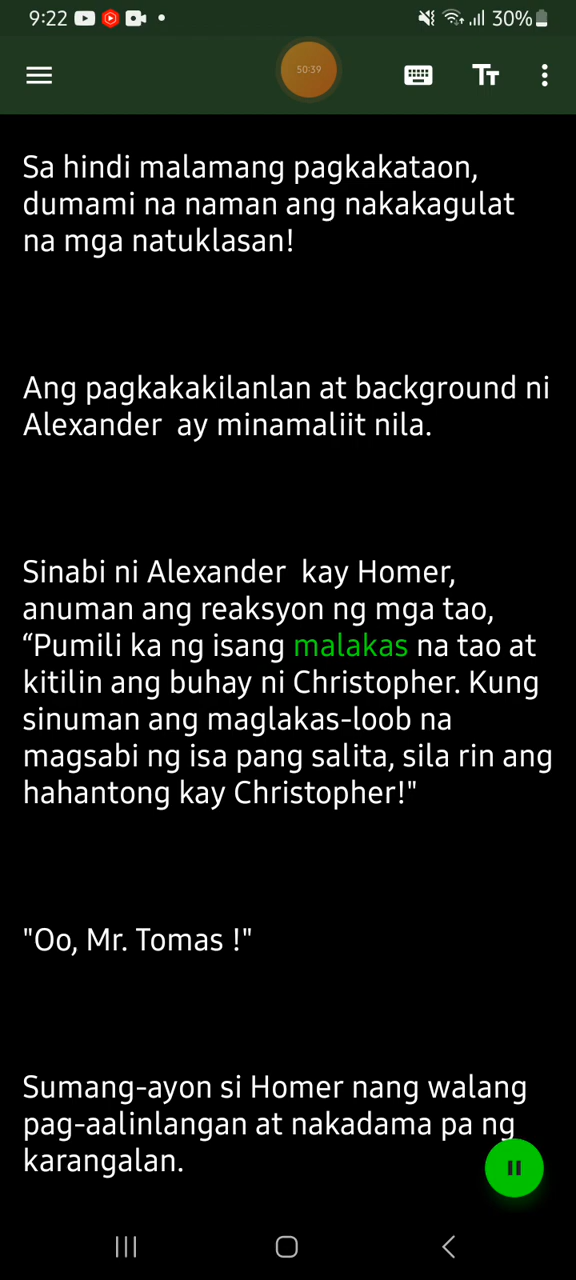 9:22
30%
50:39
Sa hindi malamang pagkakataon,
dumami na naman ang nakakagulat
na mga natuklasan!
Ang pagkakakilanlan at background ni
Alexander  ay minamaliit nila.
Sinabi ni Alexander  kay Homer,
anuman ang reaksyon ng mga tao,
“Pumili ka ng isang malakas na tao at
kitilin ang buhay ni Christopher. Kung
sinuman ang maglakas-loob na
magsabi ng isa pang salita, sila rin ang
hahantong kay Christopher!"
"Oo, Mr. Tomas !"
Sumang-ayon si Homer nang walang
pag-aalinlangan at nakadama pa ng
karangalan.